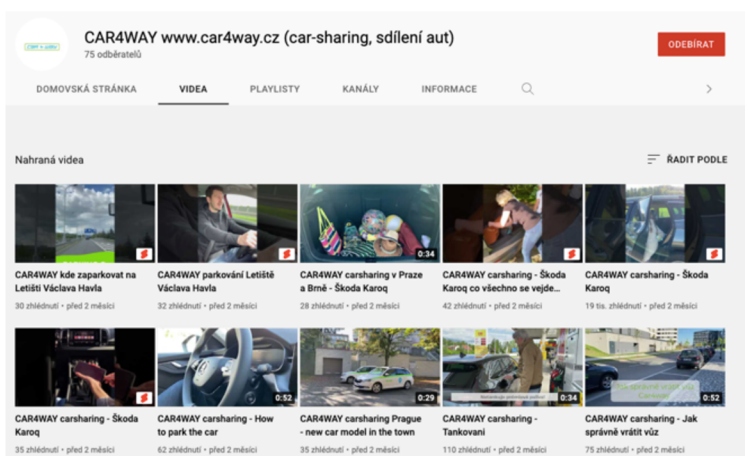 CAR4WAY www.car4way.cz (car-sharing, sdílení aut)
75 odběratelů
ODEBÍRAT
DOMOVSKÁ STRÁNKA VIDEA PLAYLISTY KANÁLY INFORMACE
Nahraná videa
ŘADIT PODLE
0:34
CAR4WAY kde zaparkovat na
Letišti Václava Havla
30 zhlédnutí • před 2 měsíci
CAR4WAY parkování Letiště
Václava Havla
32 zhlédnutí • před 2 měsíci
CAR4WAY carsharing v Praze
a Brně - Škoda Karoq
28 zhlédnutí • před 2 měsíci
CAR4WAY carsharing - Škoda
Karoq co všechno se vejde...
42 zhlédnutí • před 2 měsíci
CAR4WAY carsharing - Škoda
Karoq
19 tis. zhlédnutí • před 2 měsíci
0:52
0:29
0:34
0:52
CAR4WAY carsharing - Škoda
Karoq
35 zhlédnutí • před 2 měsíci
CAR4WAY carsharing - How
to park the car
62 zhlédnutí • před 2 měsíci
CAR4WAY carsharing Prague
- new car model in the town
35 zhlédnutí • před 2 měsíci
CAR4WAY carsharing -
Tankovani
110 zhlédnutí • před 2 měsíci
CAR4WAY carsharing - Jak
správně vrátit vůz
75 zhlédnutí • před 2 měsíci